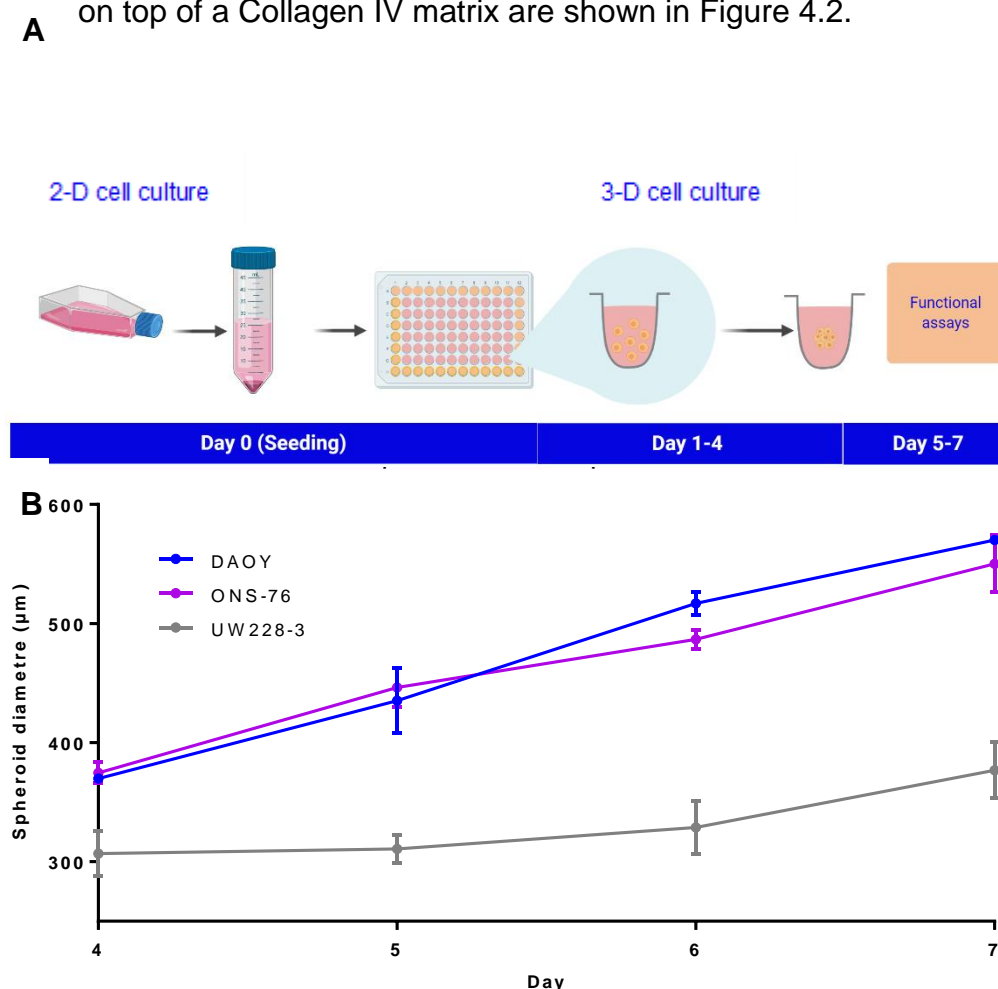 on top of a Collagen IV matrix are shown in Figure 4.2.
A
2-D cell culture
3-D cell culture
Functional
assays
Day 0 (Seeding)
Day 1-4
Day 5-7
B
600
500
400
300
DAOY
ONS-76
UW228-3
Spheroid diametre (µm)
4
5
6
7
Day